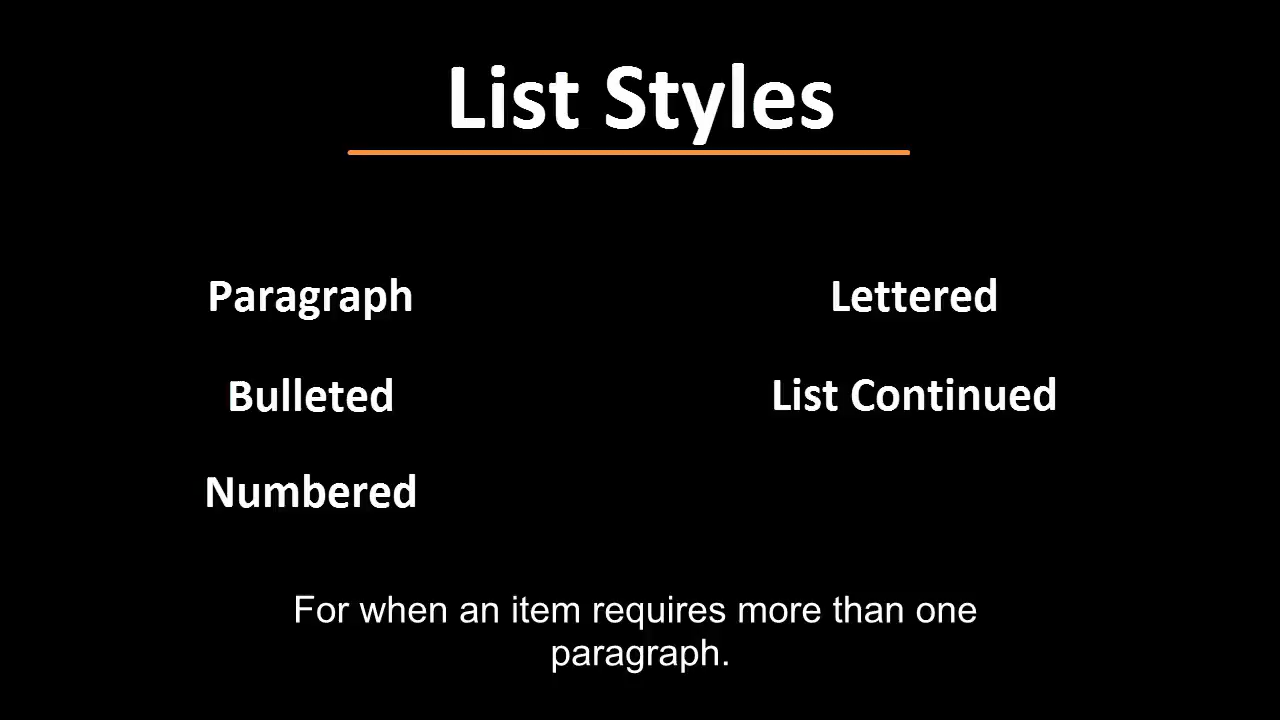 List Styles
Paragraph
Bulleted
Numbered
Lettered
List Continued
For when an item requires more than one
paragraph.